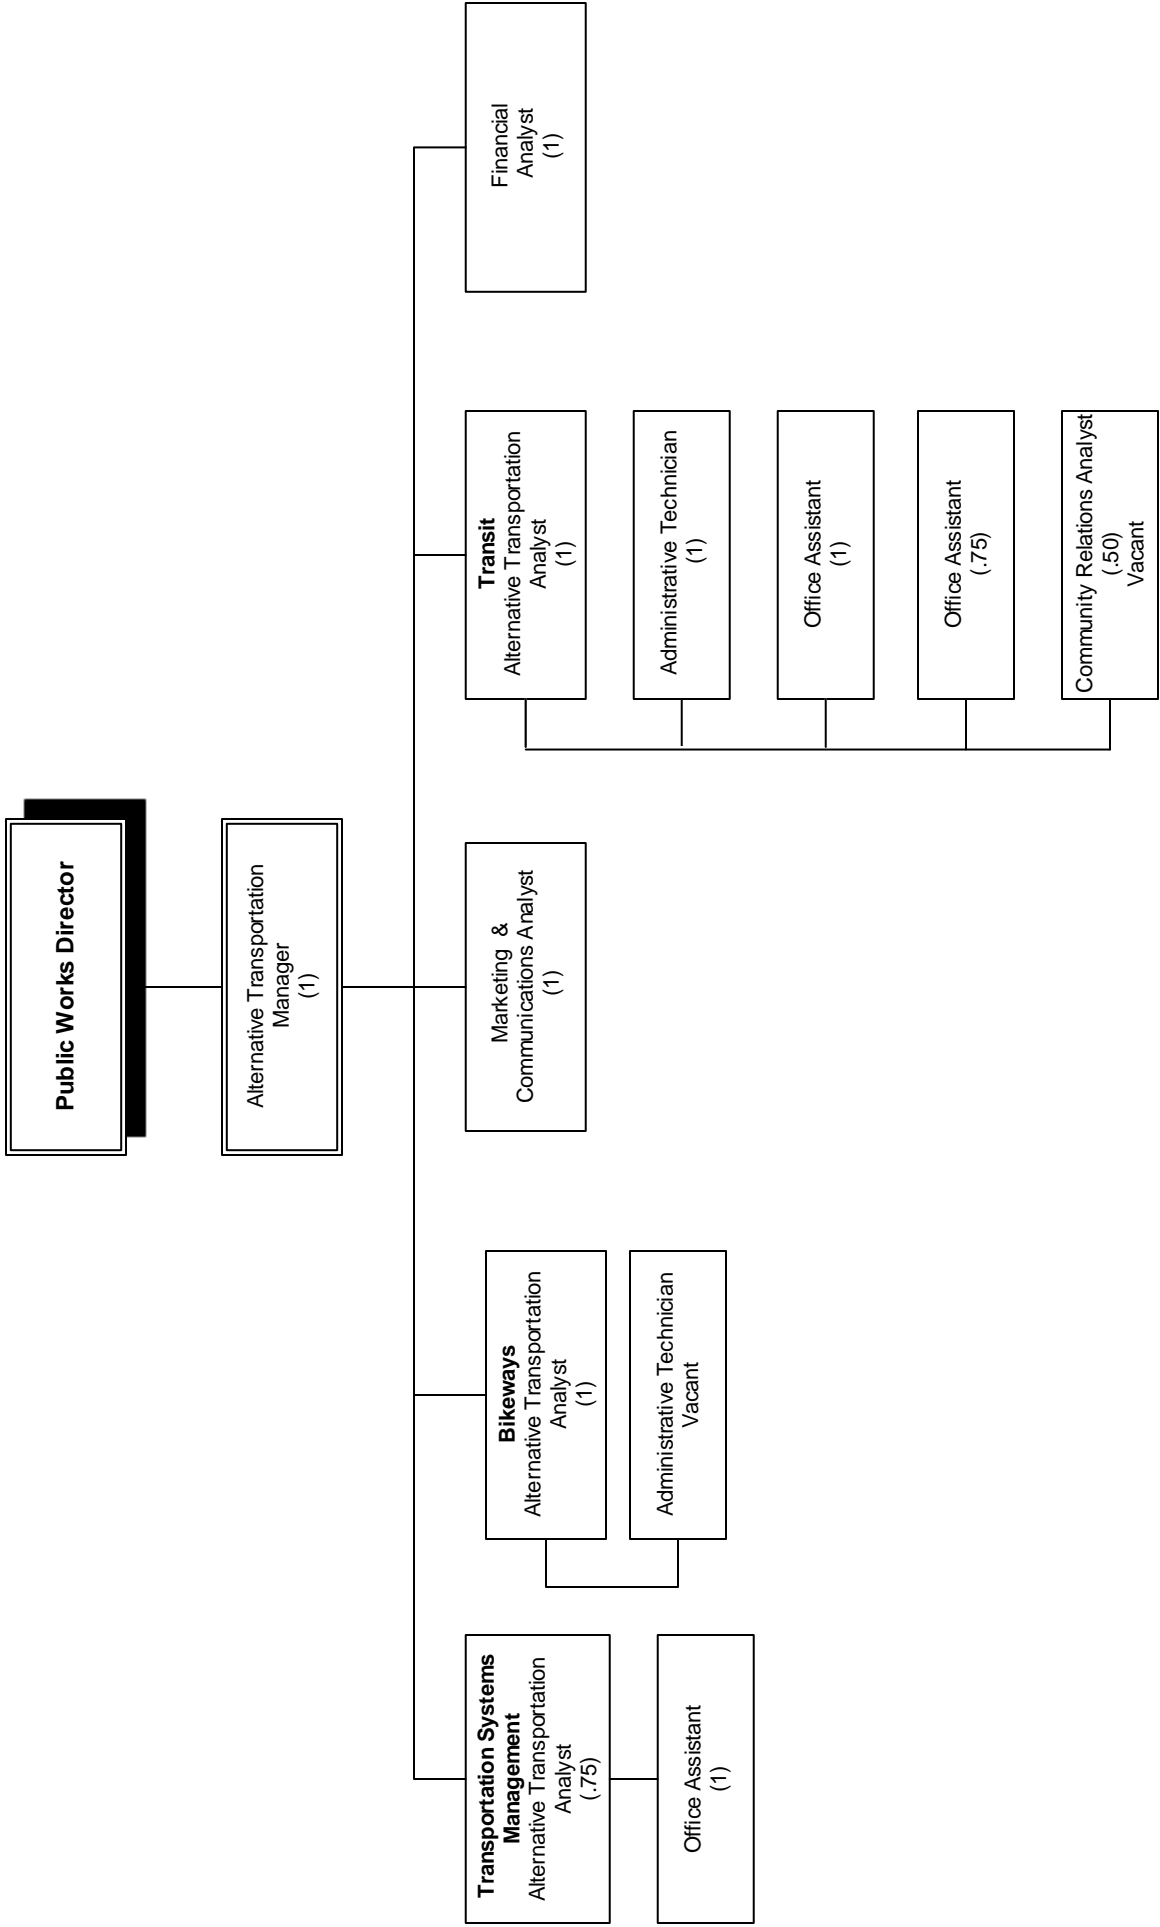 Public Works Director
Alternative Transportation
Manager
(1)
Transportation Systems
Management
Alternative Transportation
Analyst
(.75)
Office Assistant
(1)
Bikeways
Alternative Transportation
Analyst
(1)
Administrative Technician
Vacant
Marketing &
Communications Analyst
(1)
Transit
Alternative Transportation
Analyst
(1)
Administrative Technician
(1)
Office Assistant
(1)
Office Assistant
(.75)
Community Relations Analyst
(.50)
Vacant
Financial
Analyst
(1)